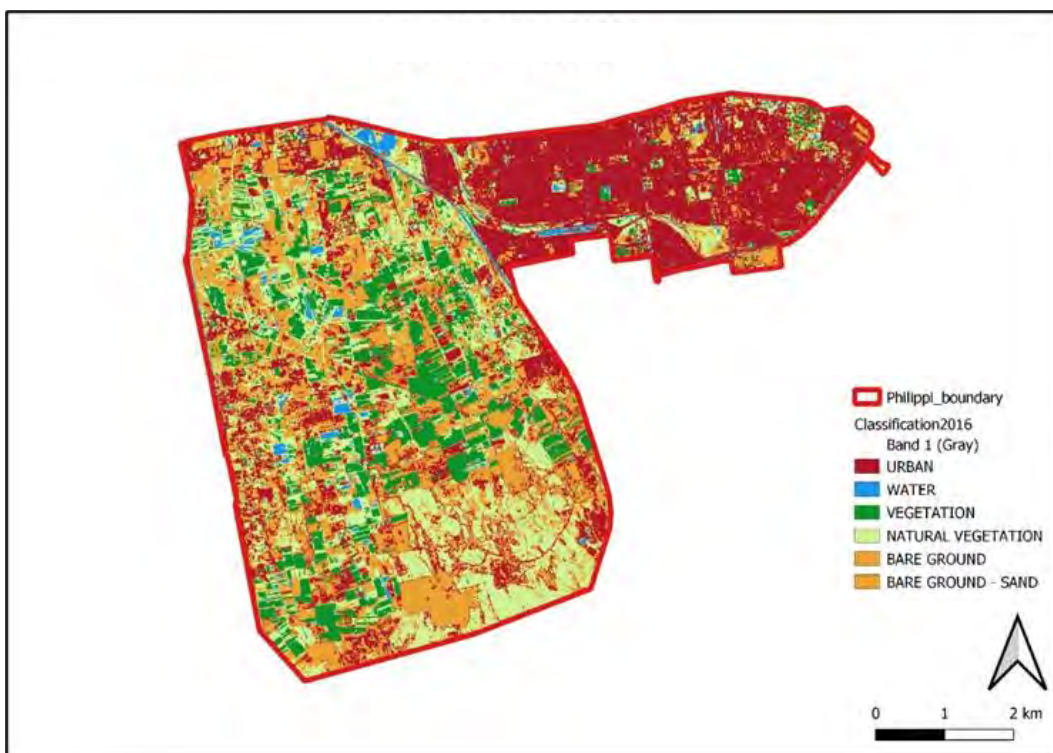 Philippi_boundary
Classification2016
Band 1 (Gray)
URBAN
WATER
VEGETATION
NATURAL VEGETATION
BARE GROUND
BARE GROUND - SAND
0 1 2 km